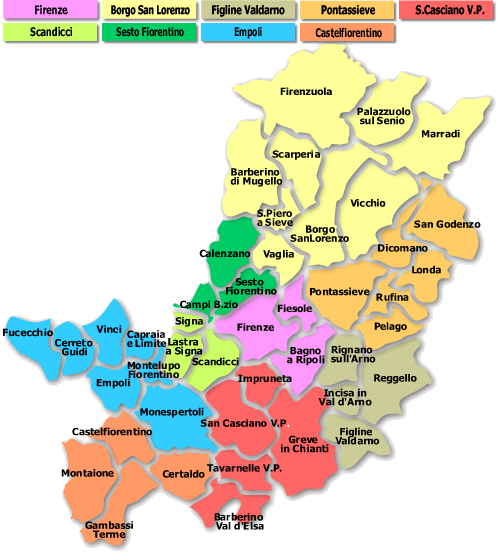 Firenze
Borgo San Lorenzo
Figline Valdarno
Pontassieve
S.Casciano V.P.
Scandicci
Sesto Fiorentino
Empoli
Castelfiorentino
Firenzuola
Palazzuolo
sul Senio
Marradi
Scarperia
Barberino
di Mugello
Vicchio
S.Piero
a Sieve
San Godenzo
Borgo
SanLorenzo
Dicomano
Calenzano
Vaglia
Londa
Sesto
Fiorentino
Pontassieve
Rufina
Campi B.zio
Fiesole
Signa
Firenze
Pelago
Fucecchio
Cerreto
Guidi
Vinci
Capraia
e Limite
Lastra
a Signa
Scandicci
Bagno
a Ripoli
Rignano
sull'Arno
Montelupo
Fiorentino
Reggello
Empoli
Impruneta
Incisa in
Val d'Arno
Monespertoli
San Casciano V.P.
Castelfiorentino
Greve
in Chianti
Figline
Valdarno
Montaione
Certaldo
Tavarnelle V.P.
Gambassi
Terme
Barberino
Val d'Elsa